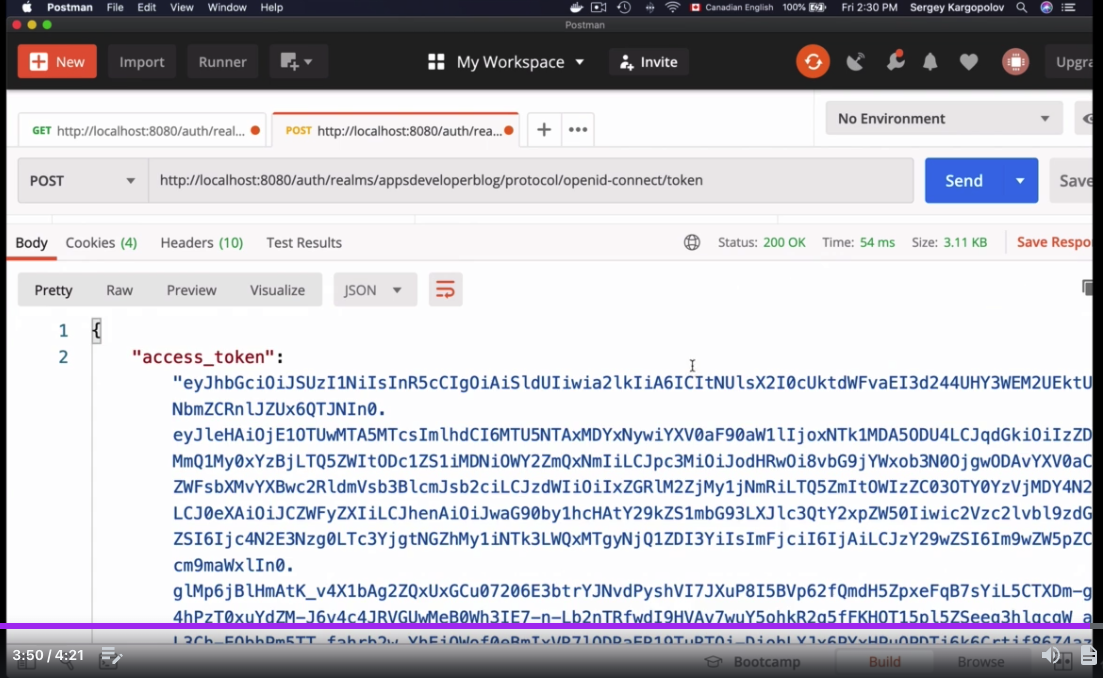 Postman File Edit View Window Help Canadian English 100% Fri 2:30 PM Sergey Kargopolov
Postman
New Import Runner My Workspace Invite Upgra
GET http://localhost:8080/auth/real... POST http://localhost:8080/auth/rea... No Environment
POST http://localhost:8080/auth/realms/appsdeveloperblog/protocol/openid-connect/token Send Save
Body Cookies (4) Headers (10) Test Results Status: 200 OK Time: 54 ms Size: 3.11 KB Save Respo
Pretty Raw Preview Visualize JSON
1 {
2 "access_token":
"eyJhbGciOiJSUzI1NiIsInR5cCIgOiAiSldUIiwia2lkIiA6ICItNUlsX2I0cUktdWFvaEI3d244UHY3WEM2UEktU
NbmZCRnlJZUx6QTJNIn0.
eyJleHAiOjE1OTUwMTA5MTcsImlhdCI6MTU5NTAxMDYxNywiYXV0aF90aW1lIjoxNTk1MDA5ODU4LCJqdGkiOiIzZD
MmQ1My0xYzBjLTQ5ZWItODc1ZS1iMDNiOWY2ZmQxNmIiLCJpc3MiOiJodHRwOi8vbG9jYWxob3N0OjgwODAvYXV0aC
ZWFsbXMvYXBwc2RldmVsb3BlcmJsb2ciLCJzdWIiOiIxZGRlM2ZjMy1jNmRiLTQ5ZmItOWIzZC03OTY0YzVjMDY4N2
LCJ0eXAiOiJCZWFyZXIiLCJhenAiOiJwaG90by1hcHAtY29kZS1mbG93LXJlc3QtY2xpZW50Iiwic2Vzc2lvbl9zdG
ZSI6Ijc4N2E3Nzg0LTc3YjgtNGZhMy1iNTk3LWQxMTgyNjQ1ZDI3YiIsImFjciI6IjAiLCJzY29wZSI6Im9wZW5pZC
cm9maWxlIn0.
glMp6jBlHmAtK_v4X1bAg2ZQxUxGCu07206E3btrYJNvdPyshVI7JXuP8I5BVp62fQmdH5ZpxeFqB7sYiL5CTXDm-g
4hPzT0xuYdZM-J6v4c4JRVGUwMeB0Wh3IE7-n-Lb2nTRfwdI9HVAv7wuY5ohkR2g5fFKHOT15pl5ZSeeg3hlgcgW_a
3:50 / 4:21 Bootcamp Build Browse